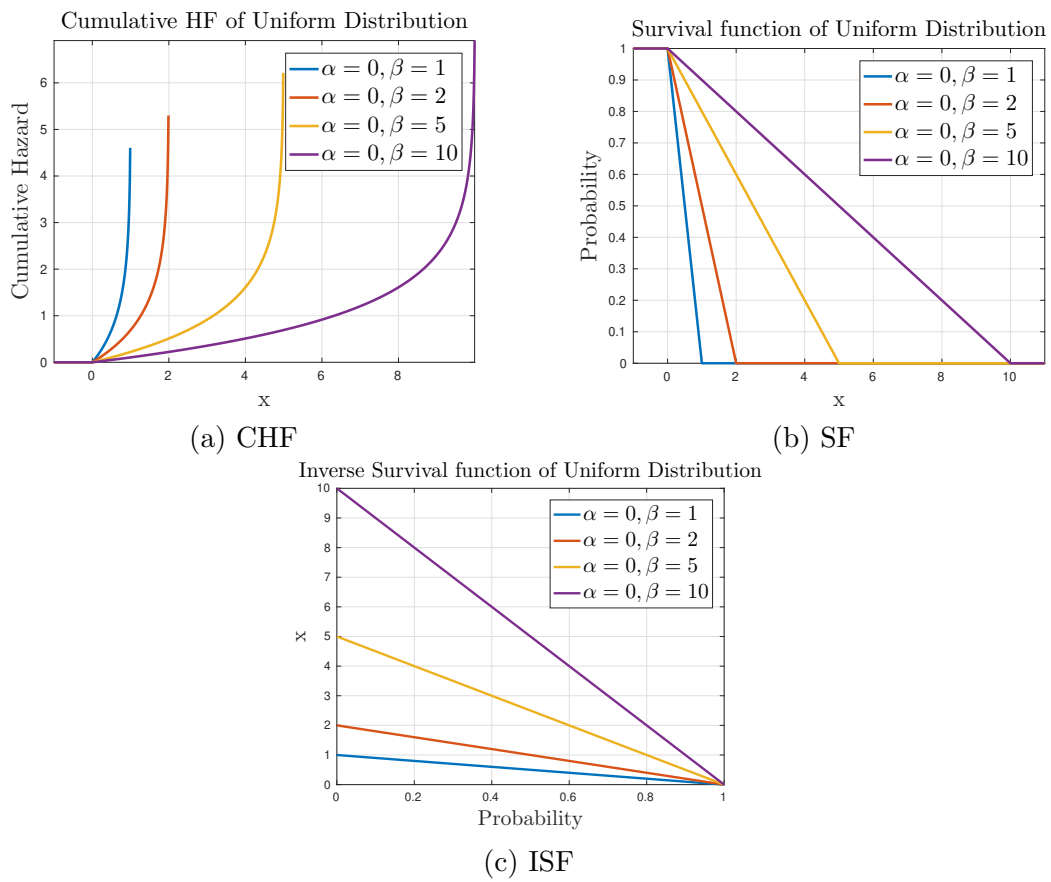 Cumulative HF of Uniform Distribution
Cumulative Hazard
6
5
4
3
2
1
0
0 2 4 6 8
x
α = 0, β = 1
α = 0, β = 2
α = 0, β = 5
α = 0, β = 10
(a) CHF
Survival function of Uniform Distribution
Probability
1
0.9
0.8
0.7
0.6
0.5
0.4
0.3
0.2
0.1
0
0 2 4 6 8 10
x
α = 0, β = 1
α = 0, β = 2
α = 0, β = 5
α = 0, β = 10
(b) SF
Inverse Survival function of Uniform Distribution
x
10
9
8
7
6
5
4
3
2
1
0
0 0.2 0.4 0.6 0.8 1
Probability
α = 0, β = 1
α = 0, β = 2
α = 0, β = 5
α = 0, β = 10
(c) ISF